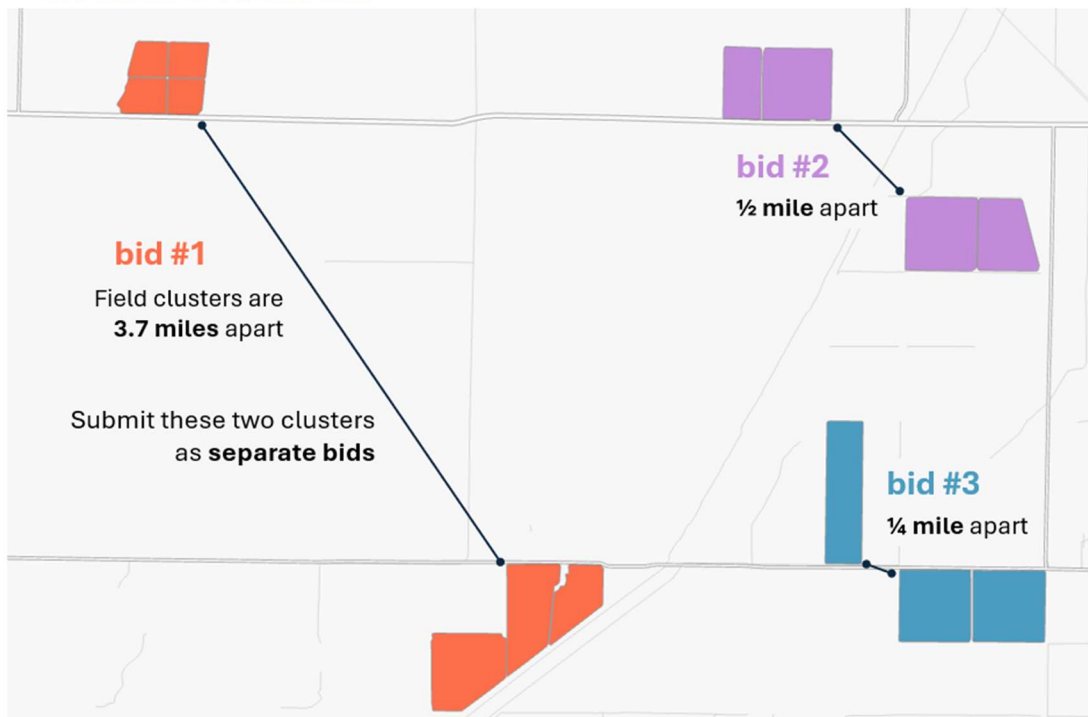 bid #1
Field clusters are
3.7 miles apart
Submit these two clusters
as separate bids
bid #2
½ mile apart
bid #3
¼ mile apart